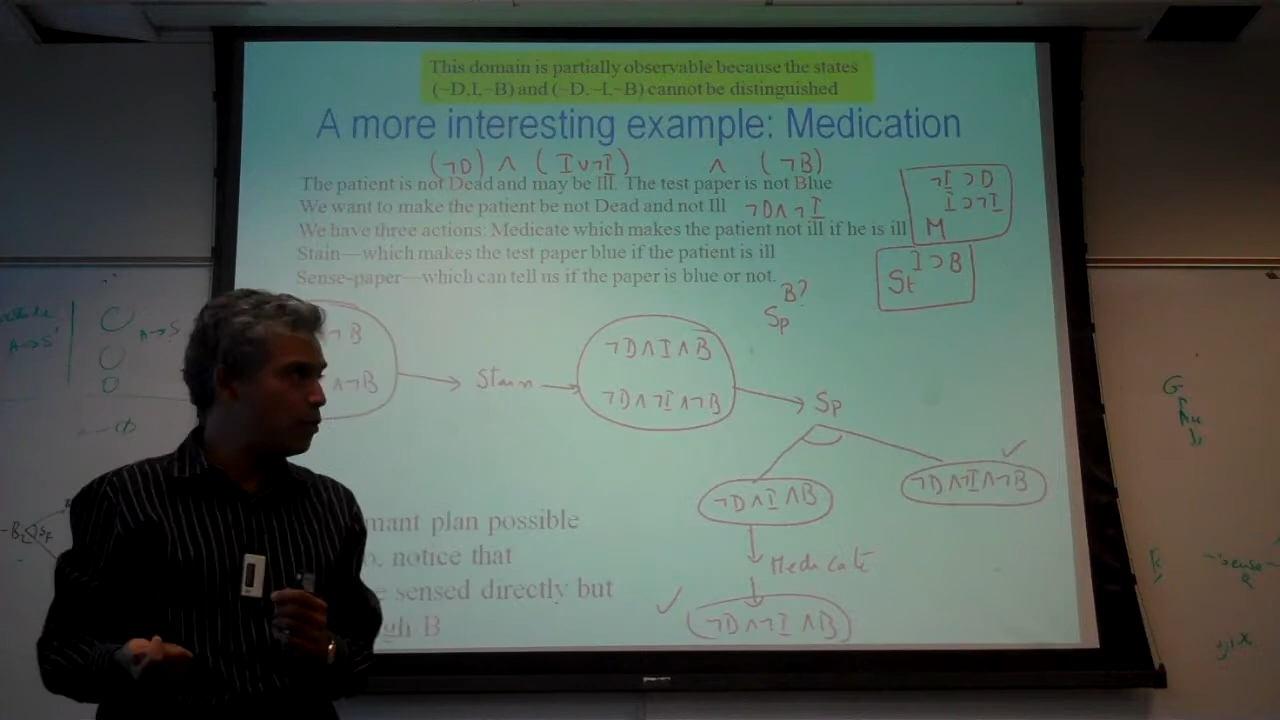 This domain is partially observable because the states
(~D,I,~B) and (~D,~I,~B) cannot be distinguished
A more interesting example: Medication
(¬D) ∧ (I∨¬I) ∧ (¬B)
The patient is not Dead and may be Ill. The test paper is not Blue
We want to make the patient be not Dead and not Ill ¬D∧¬I
We have three actions: Medicate which makes the patient not ill if he is ill
Stain—which makes the test paper blue if the patient is ill
Sense-paper—which can tell us if the paper is blue or not.
¬I ⊃ D
I ⊃ ¬I
M
I ⊃ B
St
B?
Sp
¬B
∧¬B
Stain
¬D∧I∧B
¬D∧¬I∧¬B
Sp
¬D∧I∧B
¬D∧¬I∧¬B
Medicate
¬D∧¬I∧B
mant plan possible
notice that
sensed directly but
gh B
A→S'
A→S